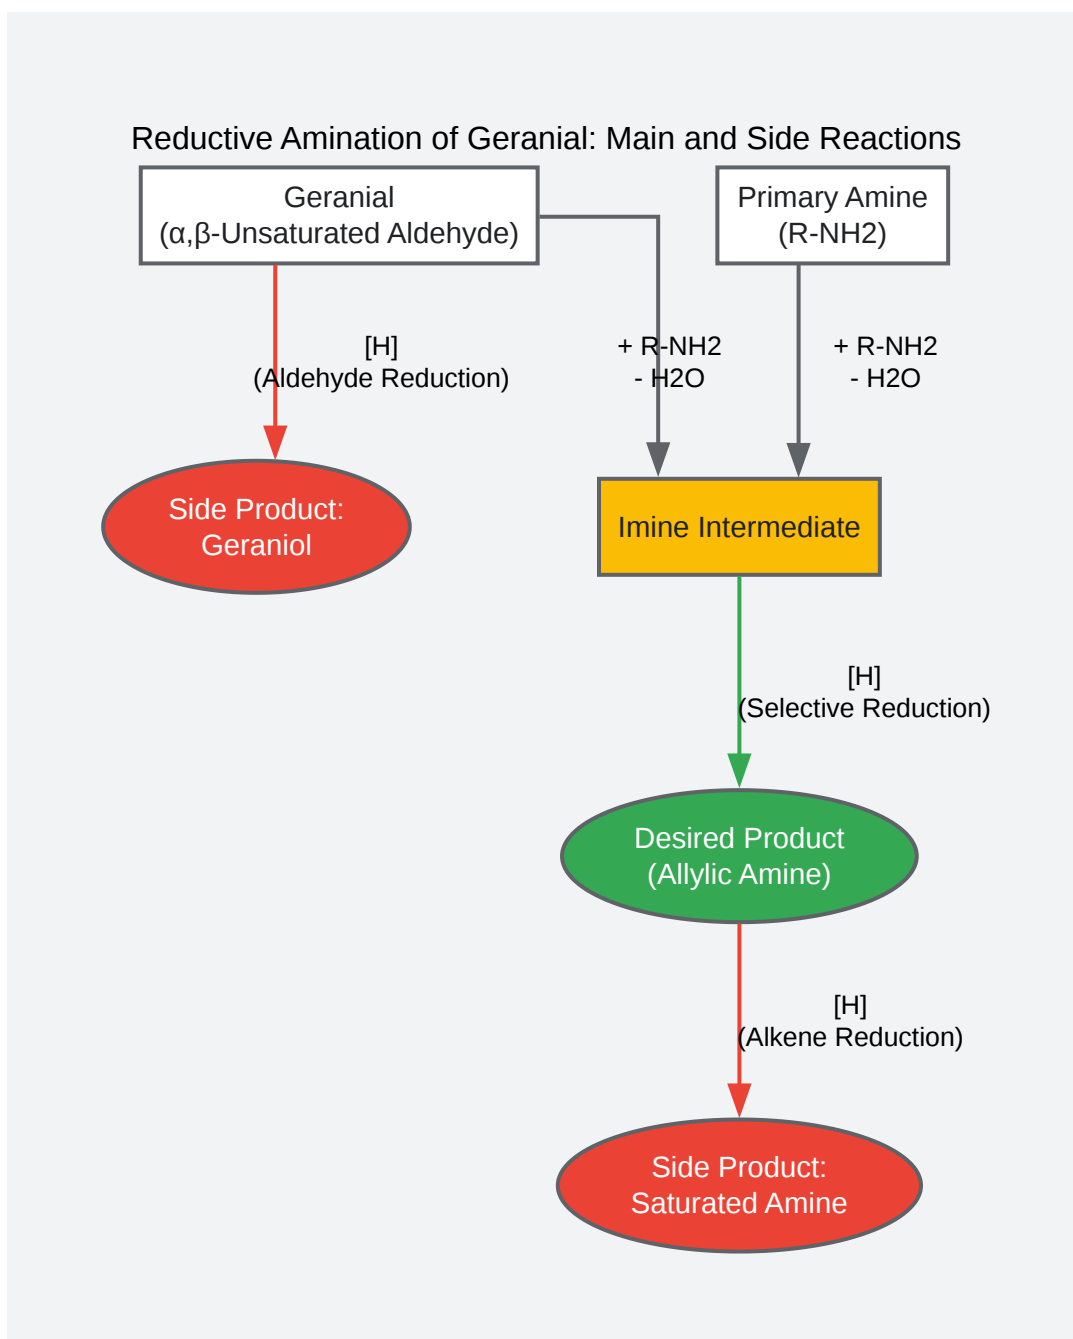 Reductive Amination of Geranial: Main and Side Reactions
Geranial
(α,β-Unsaturated Aldehyde)
Primary Amine
(R-NH2)
[H]
(Aldehyde Reduction)
+ R-NH2
- H2O
+ R-NH2
- H2O
Side Product:
Geraniol
Imine Intermediate
[H]
(Selective Reduction)
Desired Product
(Allylic Amine)
[H]
(Alkene Reduction)
Side Product:
Saturated Amine